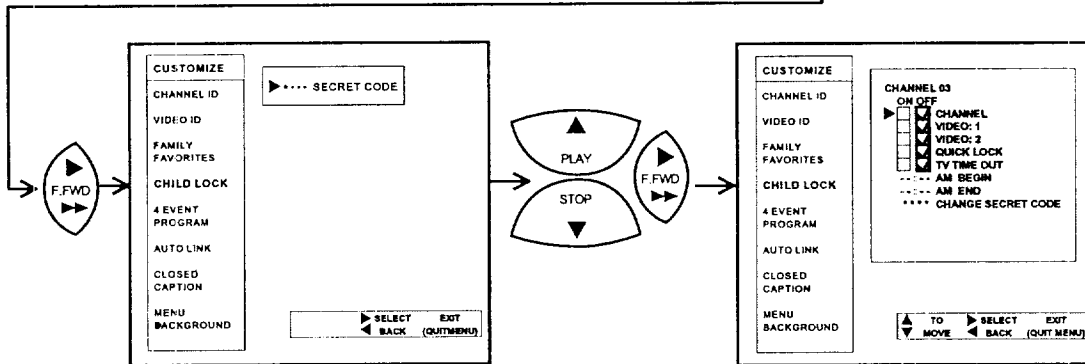 F.FWD
CUSTOMIZE
CHANNEL ID
VIDEO ID
FAMILY
FAVORITES
CHILD LOCK
4 EVENT
PROGRAM
AUTO LINK
CLOSED
CAPTION
MENU
BACKGROUND
▶•••• SECRET CODE
▶ SELECT EXIT
◀ BACK (QUITMENU)
PLAY
STOP
F.FWD
CUSTOMIZE
CHANNEL ID
VIDEO ID
FAMILY
FAVORITES
CHILD LOCK
4 EVENT
PROGRAM
AUTO LINK
CLOSED
CAPTION
MENU
BACKGROUND
CHANNEL 03
ON OFF
CHANNEL
VIDEO: 1
VIDEO: 2
QUICK LOCK
TV TIME OUT
--:-- AM BEGIN
--:-- AM END
•••• CHANGE SECRET CODE
▲ TO ▶ SELECT EXIT
▼ MOVE ◀ BACK (QUIT MENU)